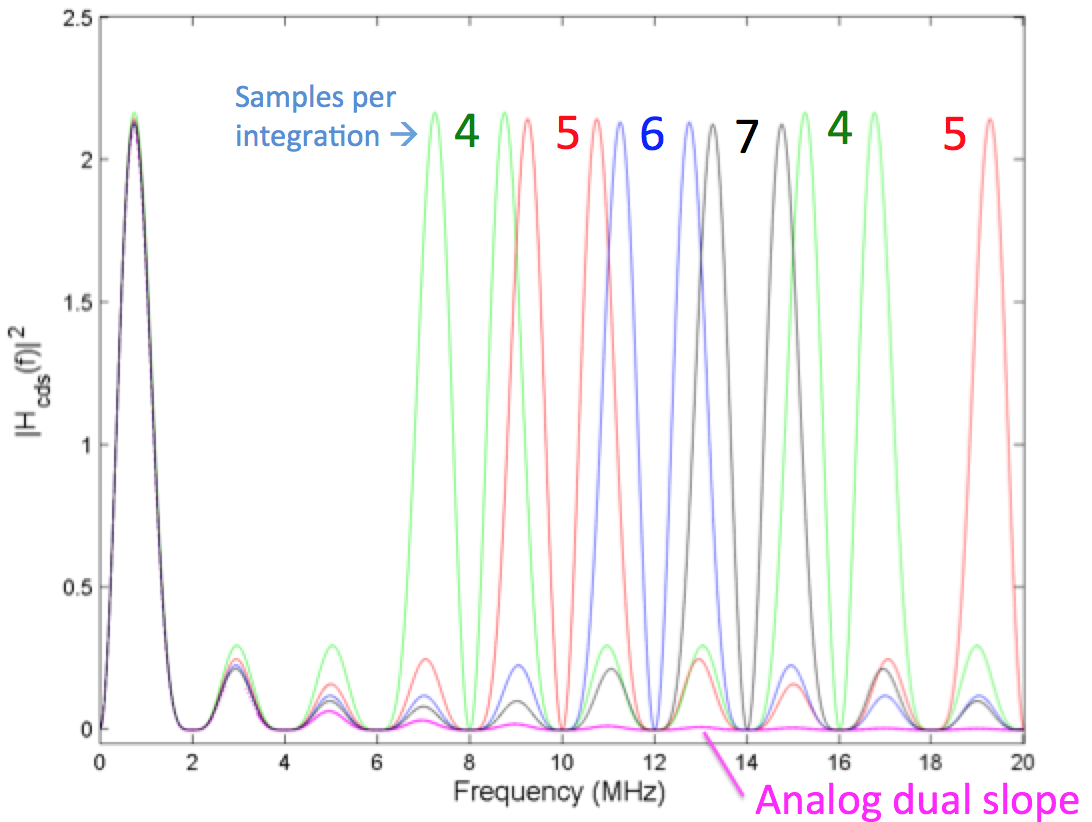 2.5
2
1.5
1
0.5
0
|H_cds(f)|²
Samples per
integration →
4
5
6
7
4
5
0 2 4 6 8 10 12 14 16 18 20
Frequency (MHz)
Analog dual slope